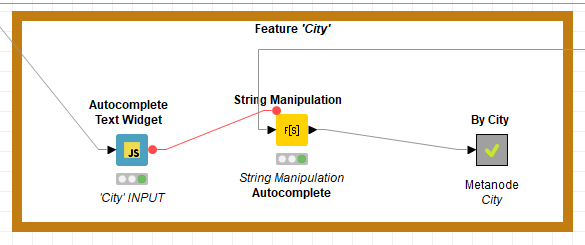 Feature 'City'
Autocomplete
Text Widget
String Manipulation
By City
JS
F[S]
'City' INPUT
String Manipulation
Autocomplete
Metanode
City